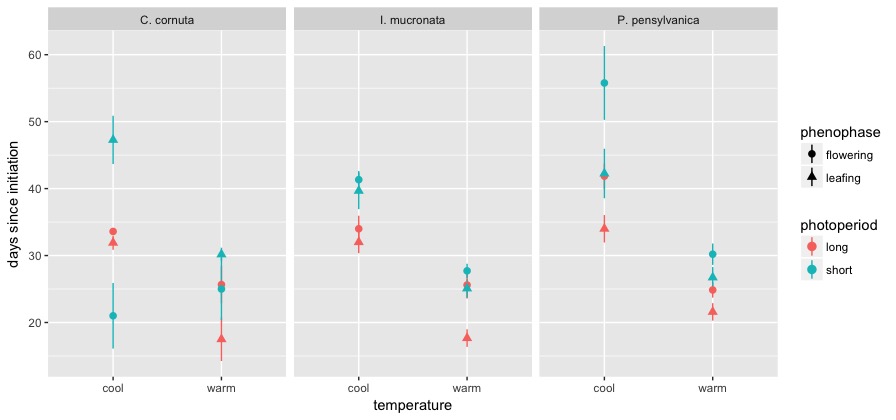 C. cornuta
I. mucronata
P. pensylvanica
days since initiation
60
50
40
30
20
cool
warm
cool
warm
cool
warm
temperature
phenophase
flowering
leafing
photoperiod
long
short